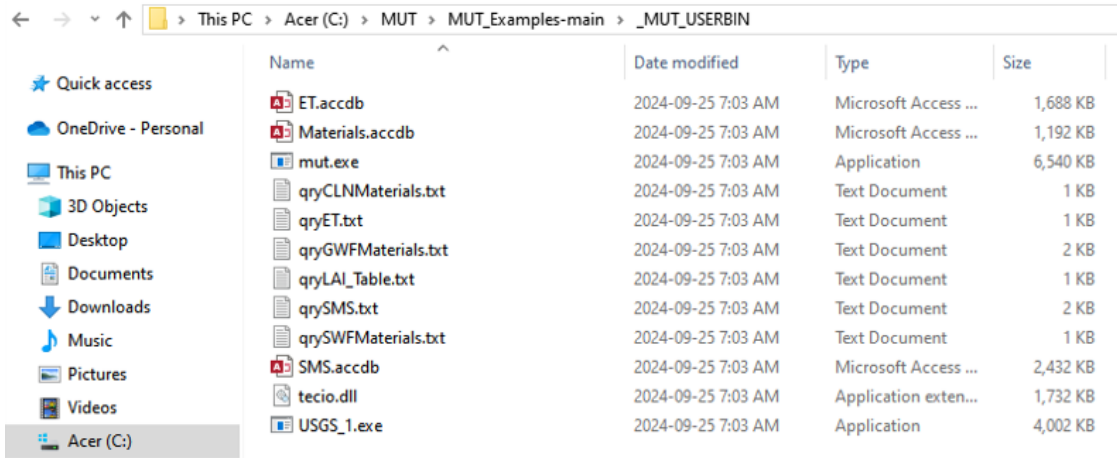 This PC > Acer (C:) > MUT > MUT_Examples-main > _MUT_USERBIN
Name Date modified Type Size
Quick access
OneDrive - Personal
This PC
3D Objects
Desktop
Documents
Downloads
Music
Pictures
Videos
Acer (C:)
ET.accdb 2024-09-25 7:03 AM Microsoft Access ... 1,688 KB
Materials.accdb 2024-09-25 7:03 AM Microsoft Access ... 1,192 KB
mut.exe 2024-09-25 7:03 AM Application 6,540 KB
qryCLNMaterials.txt 2024-09-25 7:03 AM Text Document 1 KB
qryET.txt 2024-09-25 7:03 AM Text Document 1 KB
qryGWFMaterials.txt 2024-09-25 7:03 AM Text Document 2 KB
qryLAI_Table.txt 2024-09-25 7:03 AM Text Document 1 KB
qrySMS.txt 2024-09-25 7:03 AM Text Document 2 KB
qrySWFMaterials.txt 2024-09-25 7:03 AM Text Document 1 KB
SMS.accdb 2024-09-25 7:03 AM Microsoft Access ... 2,432 KB
tecio.dll 2024-09-25 7:03 AM Application exten... 1,732 KB
USGS_1.exe 2024-09-25 7:03 AM Application 4,002 KB